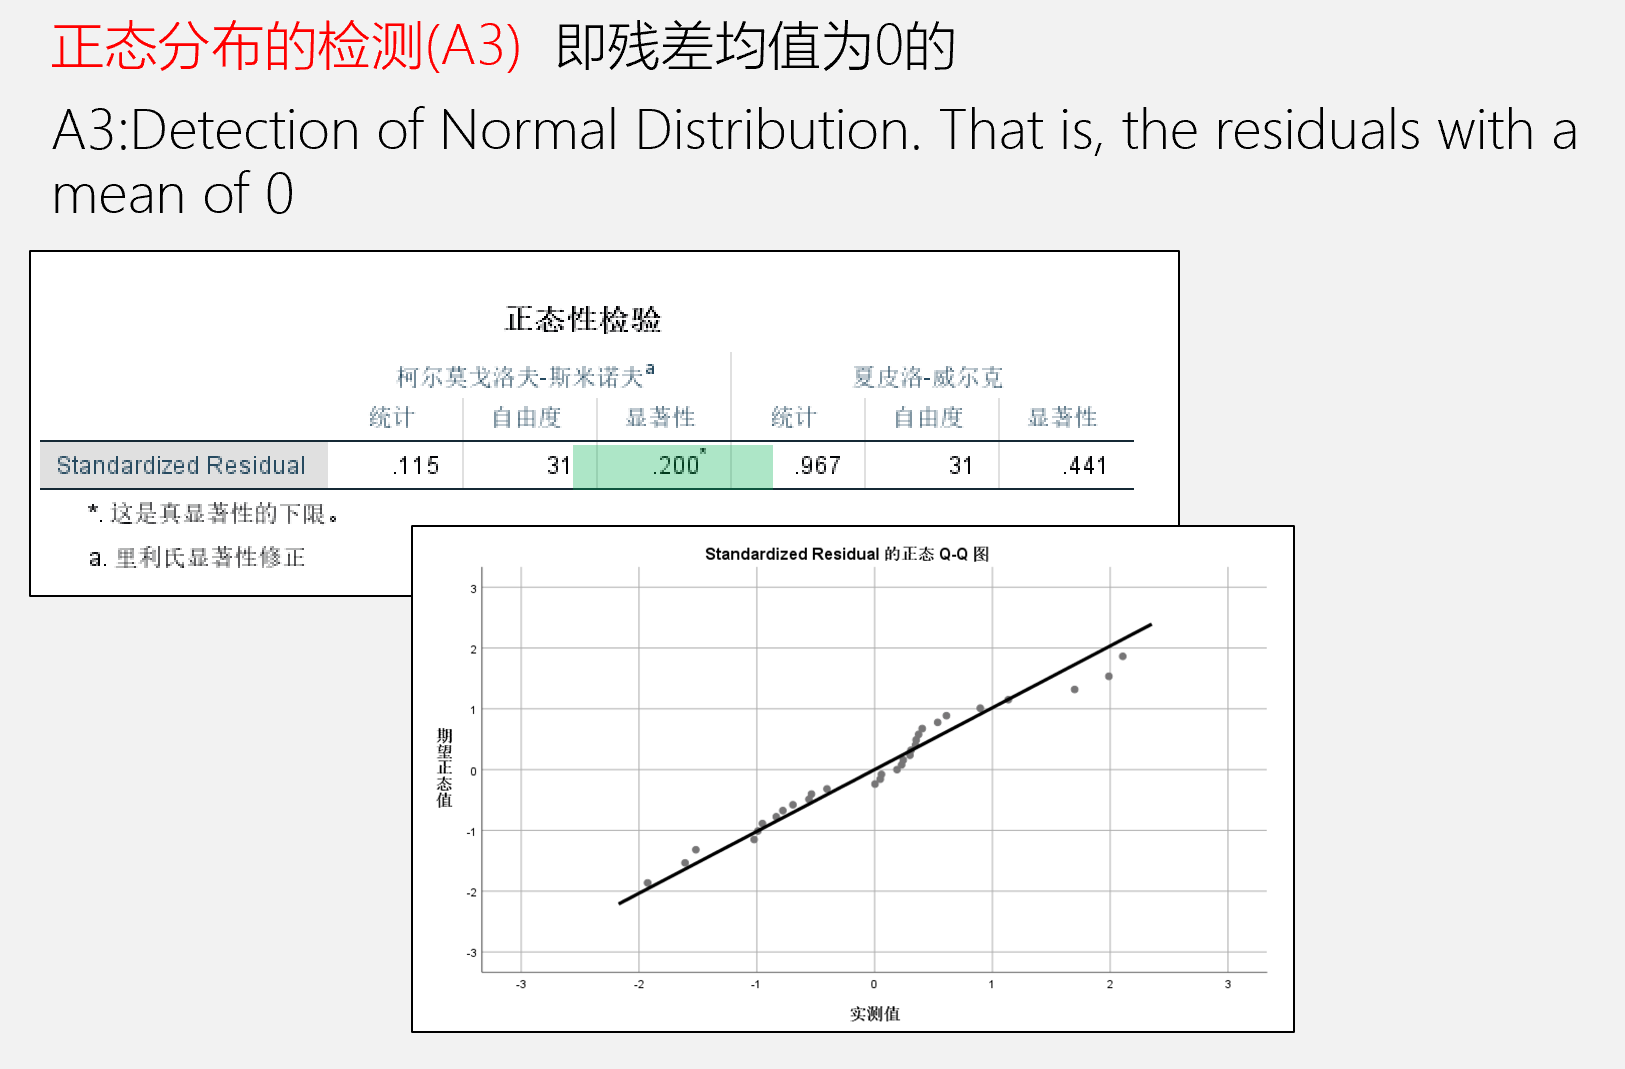 正态分布的检测(A3) 即残差均值为0的
A3:Detection of Normal Distribution. That is, the residuals with a
mean of 0
正态性检验
柯尔莫戈洛夫-斯米诺夫a 夏皮洛-威尔克
统计 自由度 显著性 统计 自由度 显著性
Standardized Residual .115 31 .200* .967 31 .441
*. 这是真显著性的下限。
a. 里利氏显著性修正
Standardized Residual 的正态 Q-Q 图
3
2
1
0
-1
-2
-3
期望正态值
-3 -2 -1 0 1 2 3
实测值